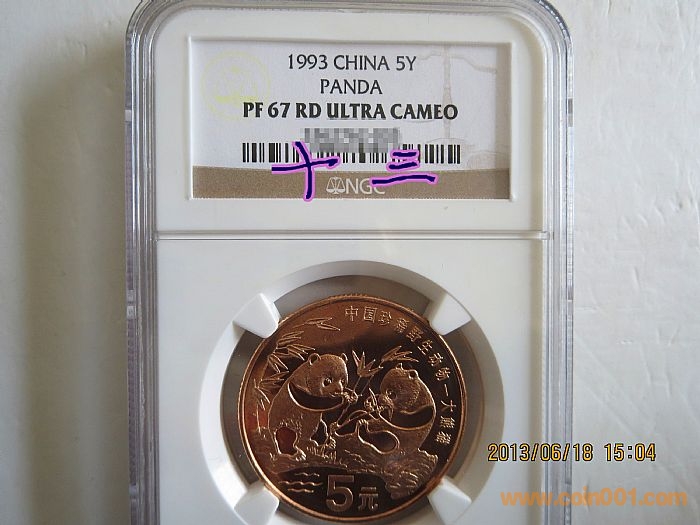 1993 CHINA 5Y
PANDA
PF 67 RD ULTRA CAMEO
十三
NGC
中国珍稀野生动物—大熊猫
5元
2013/06/18 15:04
www.coin001.com